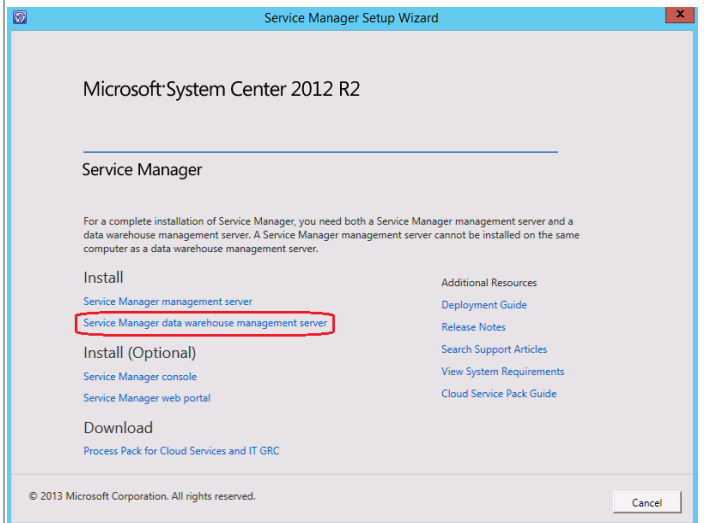 Service Manager Setup Wizard
x
Microsoft System Center 2012 R2
Service Manager
For a complete installation of Service Manager, you need both a Service Manager management server and a
data warehouse management server. A Service Manager management server cannot be installed on the same
computer as a data warehouse management server.
Install
Service Manager management server
Service Manager data warehouse management server
Install (Optional)
Service Manager console
Service Manager web portal
Download
Process Pack for Cloud Services and IT GRC
Additional Resources
Deployment Guide
Release Notes
Search Support Articles
View System Requirements
Cloud Service Pack Guide
© 2013 Microsoft Corporation. All rights reserved.
Cancel